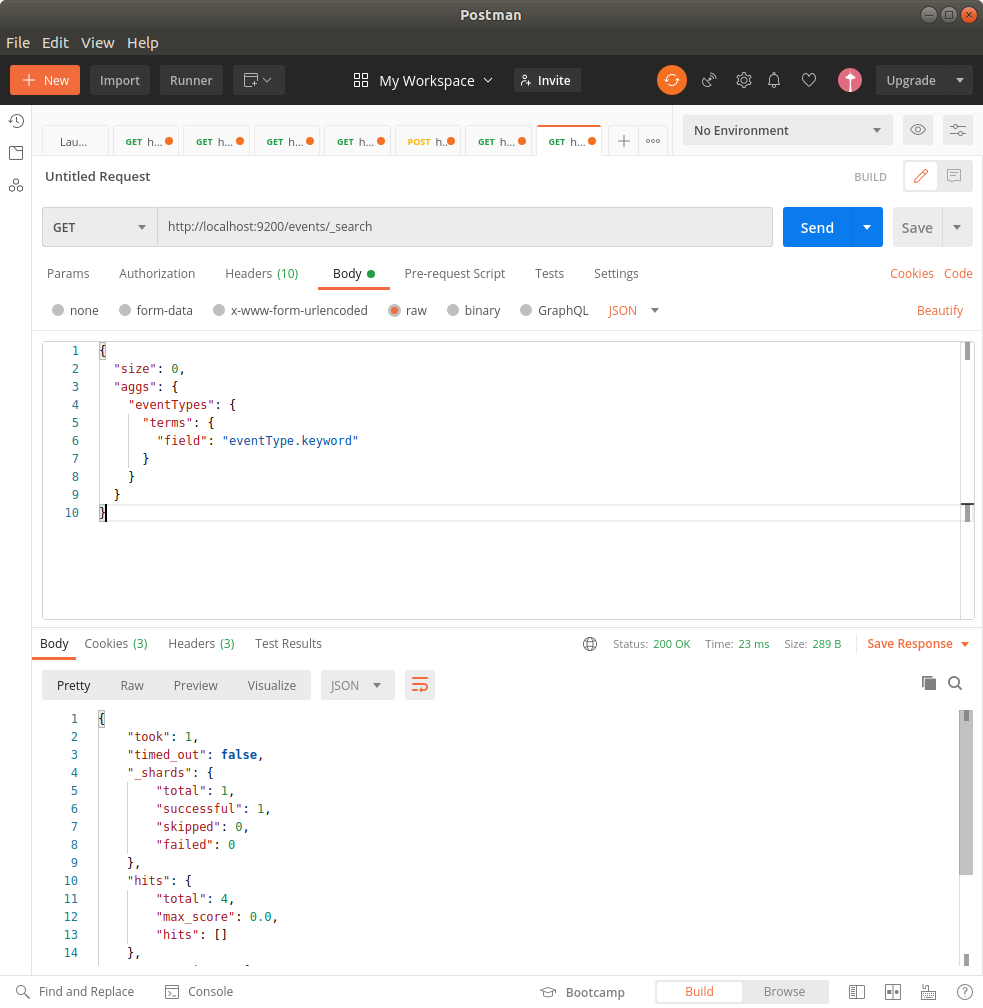 Postman
File Edit View Help
New Import Runner My Workspace Invite Upgrade
Lau... GET h... GET h... GET h... GET h... POST h.. GET h... GET h... No Environment
Untitled Request BUILD
GET http://localhost:9200/events/_search Send Save
Params Authorization Headers (10) Body Pre-request Script Tests Settings Cookies Code
none form-data x-www-form-urlencoded raw binary GraphQL JSON Beautify
1 {
2 "size": 0,
3 "aggs": {
4 "eventTypes": {
5 "terms": {
6 "field": "eventType.keyword"
7 }
8 }
9 }
10 }
Body Cookies (3) Headers (3) Test Results Status: 200 OK Time: 23 ms Size: 289 B Save Response
Pretty Raw Preview Visualize JSON
1 {
2 "took": 1,
3 "timed_out": false,
4 "_shards": {
5 "total": 1,
6 "successful": 1,
7 "skipped": 0,
8 "failed": 0
9 },
10 "hits": {
11 "total": 4,
12 "max_score": 0.0,
13 "hits": []
14 },
Find and Replace Console Bootcamp Build Browse